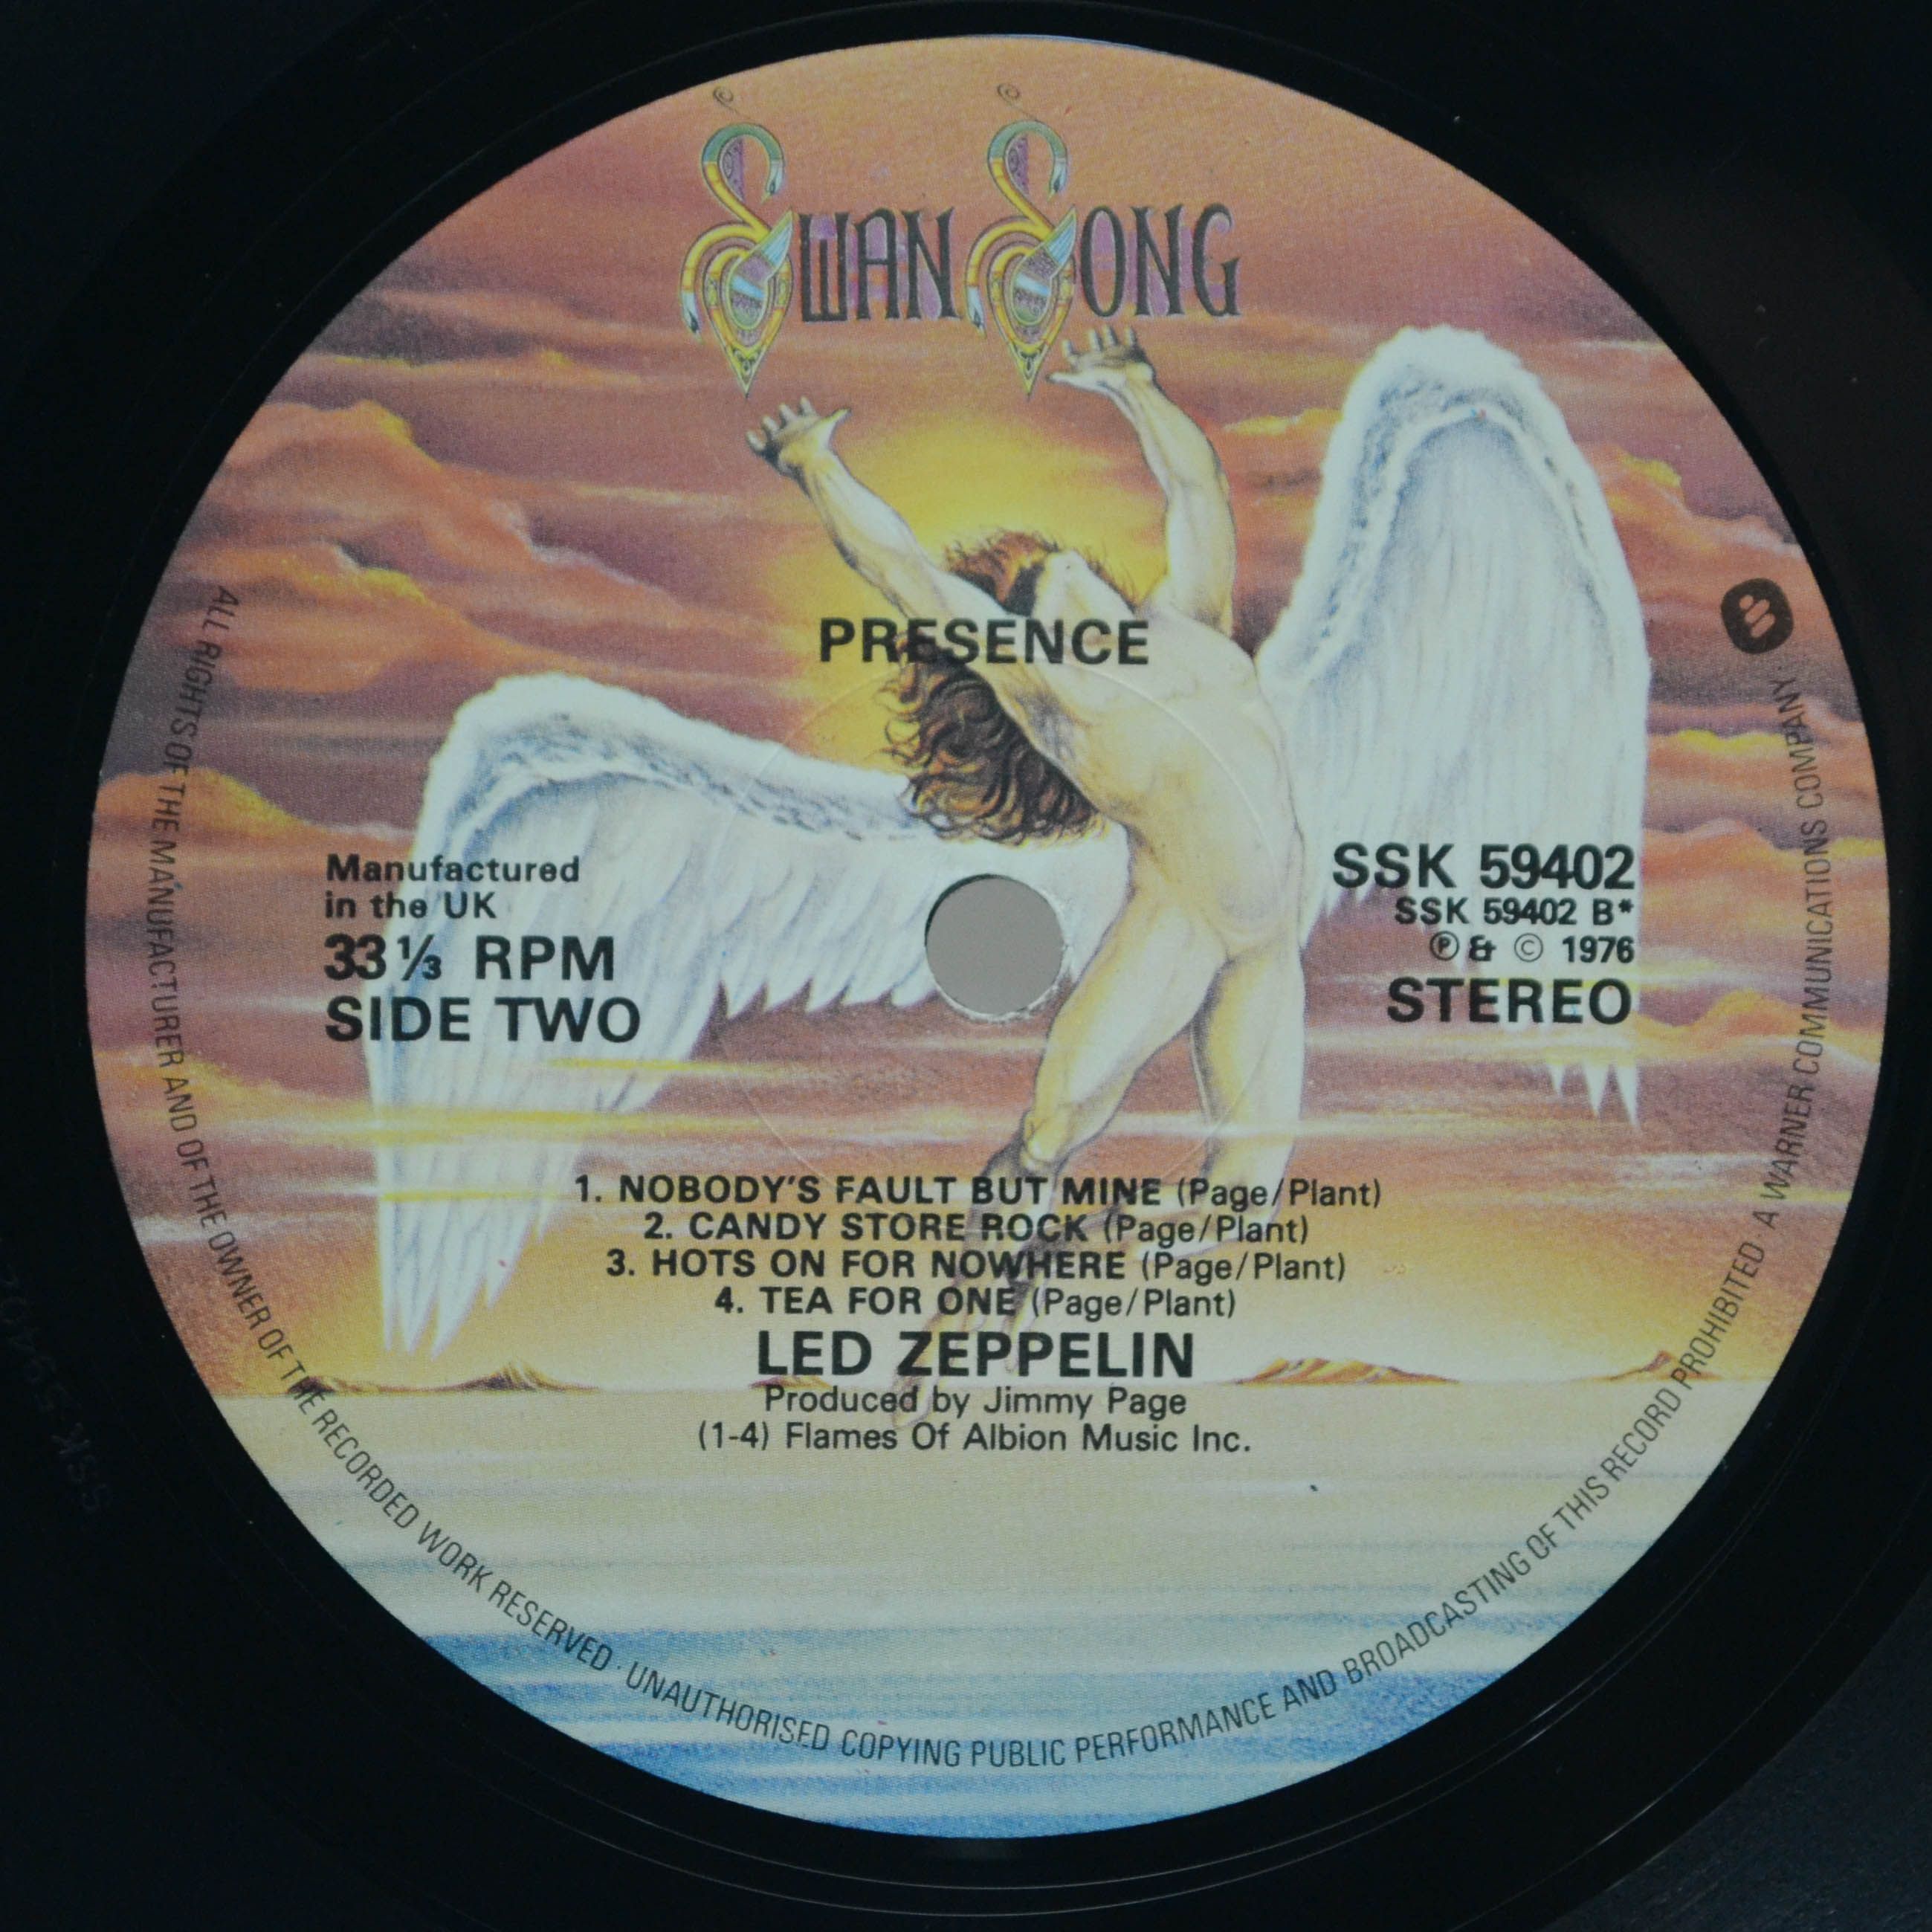 SWAN SONG
PRESENCE
Manufactured
in the UK
33⅓ RPM
SIDE TWO
SSK 59402
SSK 59402 B*
℗ & © 1976
STEREO
1. NOBODY'S FAULT BUT MINE (Page/Plant)
2. CANDY STORE ROCK (Page/Plant)
3. HOTS ON FOR NOWHERE (Page/Plant)
4. TEA FOR ONE (Page/Plant)
LED ZEPPELIN
Produced by Jimmy Page
(1-4) Flames Of Albion Music Inc.
ALL RIGHTS OF THE MANUFACTURER AND OF THE OWNER OF THE RECORDED WORK RESERVED · UNAUTHORISED COPYING PUBLIC PERFORMANCE AND BROADCASTING OF THIS RECORD PROHIBITED A WARNER COMMUNICATIONS COMPANY ·